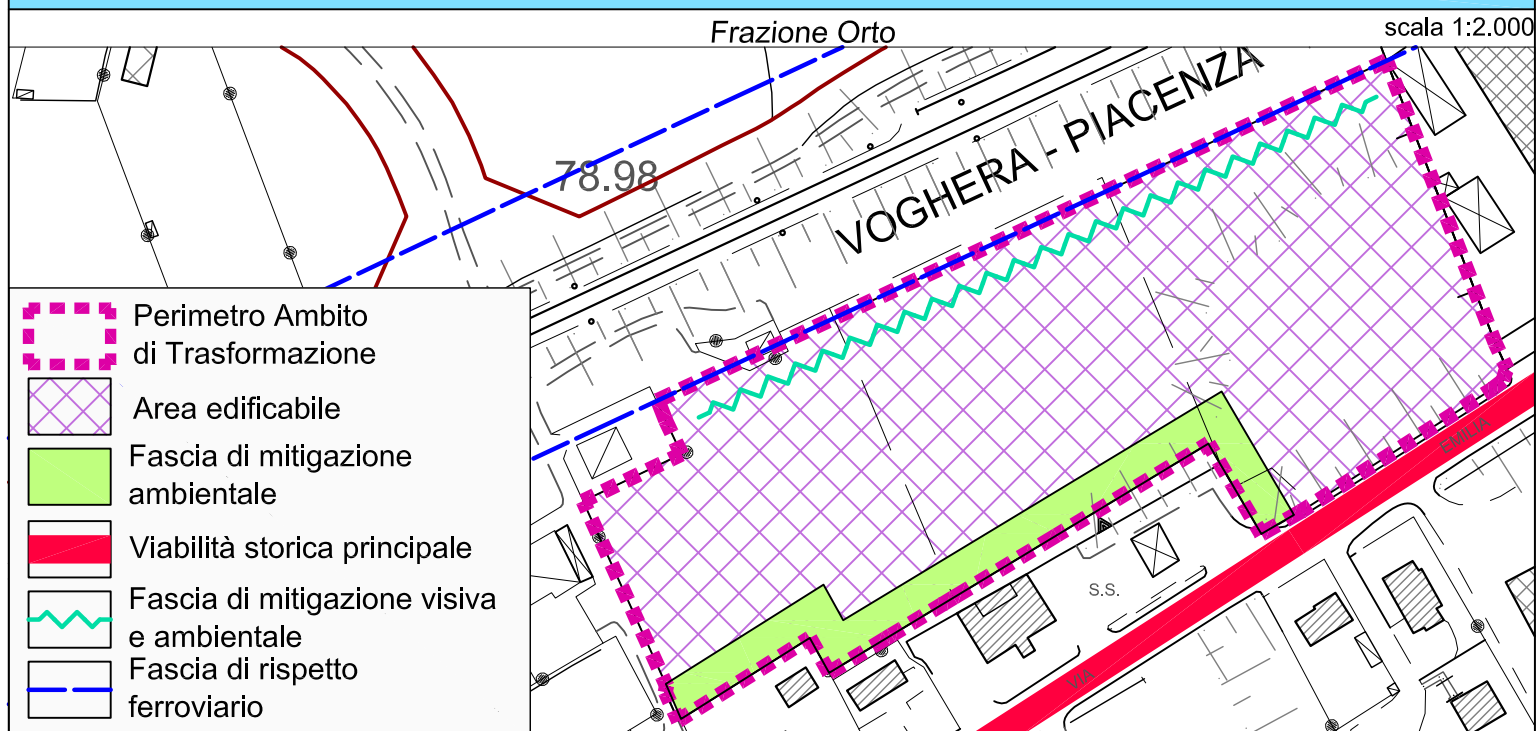 Frazione Orto
scala 1:2.000
78.98
VOGHERA - PIACENZA
Perimetro Ambito
di Trasformazione
Area edificabile
Fascia di mitigazione
ambientale
Viabilità storica principale
Fascia di mitigazione visiva
e ambientale
Fascia di rispetto
ferroviario
S.S.
VIA
EMILIA